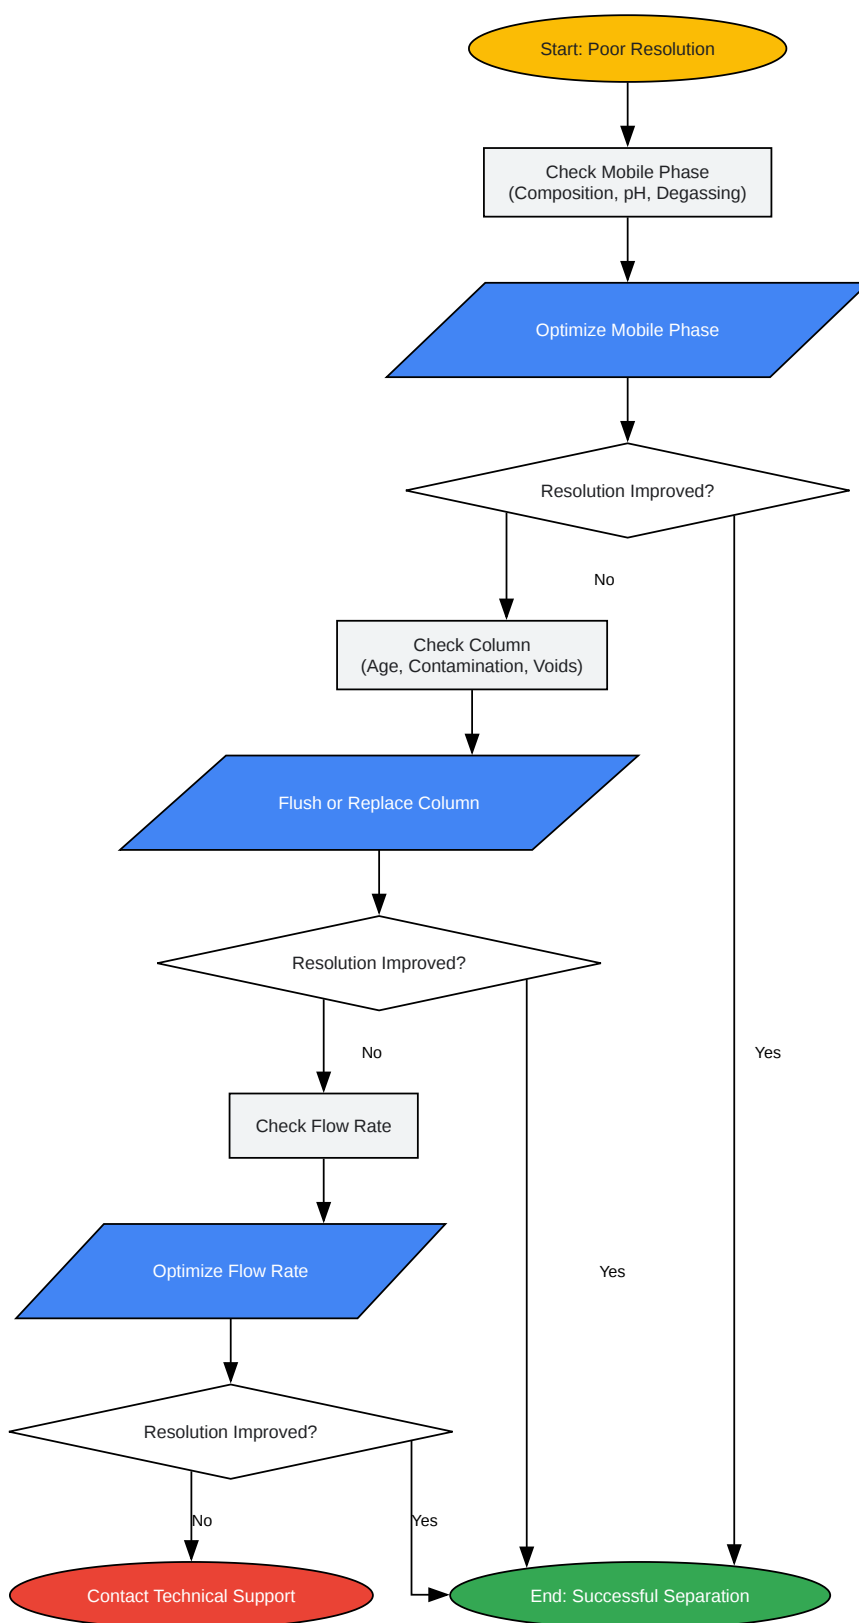 Start: Poor Resolution
Check Mobile Phase
(Composition, pH, Degassing)
Optimize Mobile Phase
Resolution Improved?
No
Check Column
(Age, Contamination, Voids)
Flush or Replace Column
Resolution Improved?
No
Yes
Check Flow Rate
Optimize Flow Rate
Yes
Resolution Improved?
No
Yes
Contact Technical Support
End: Successful Separation